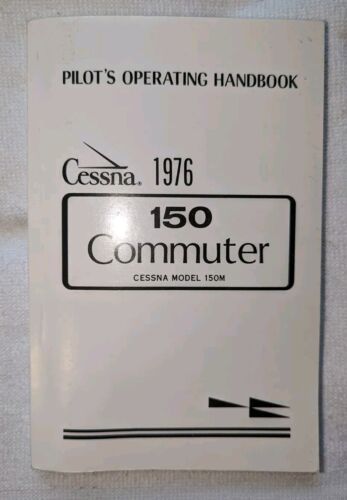 PILOT'S OPERATING HANDBOOK
Cessna® 1976
150
Commuter
CESSNA MODEL 150M